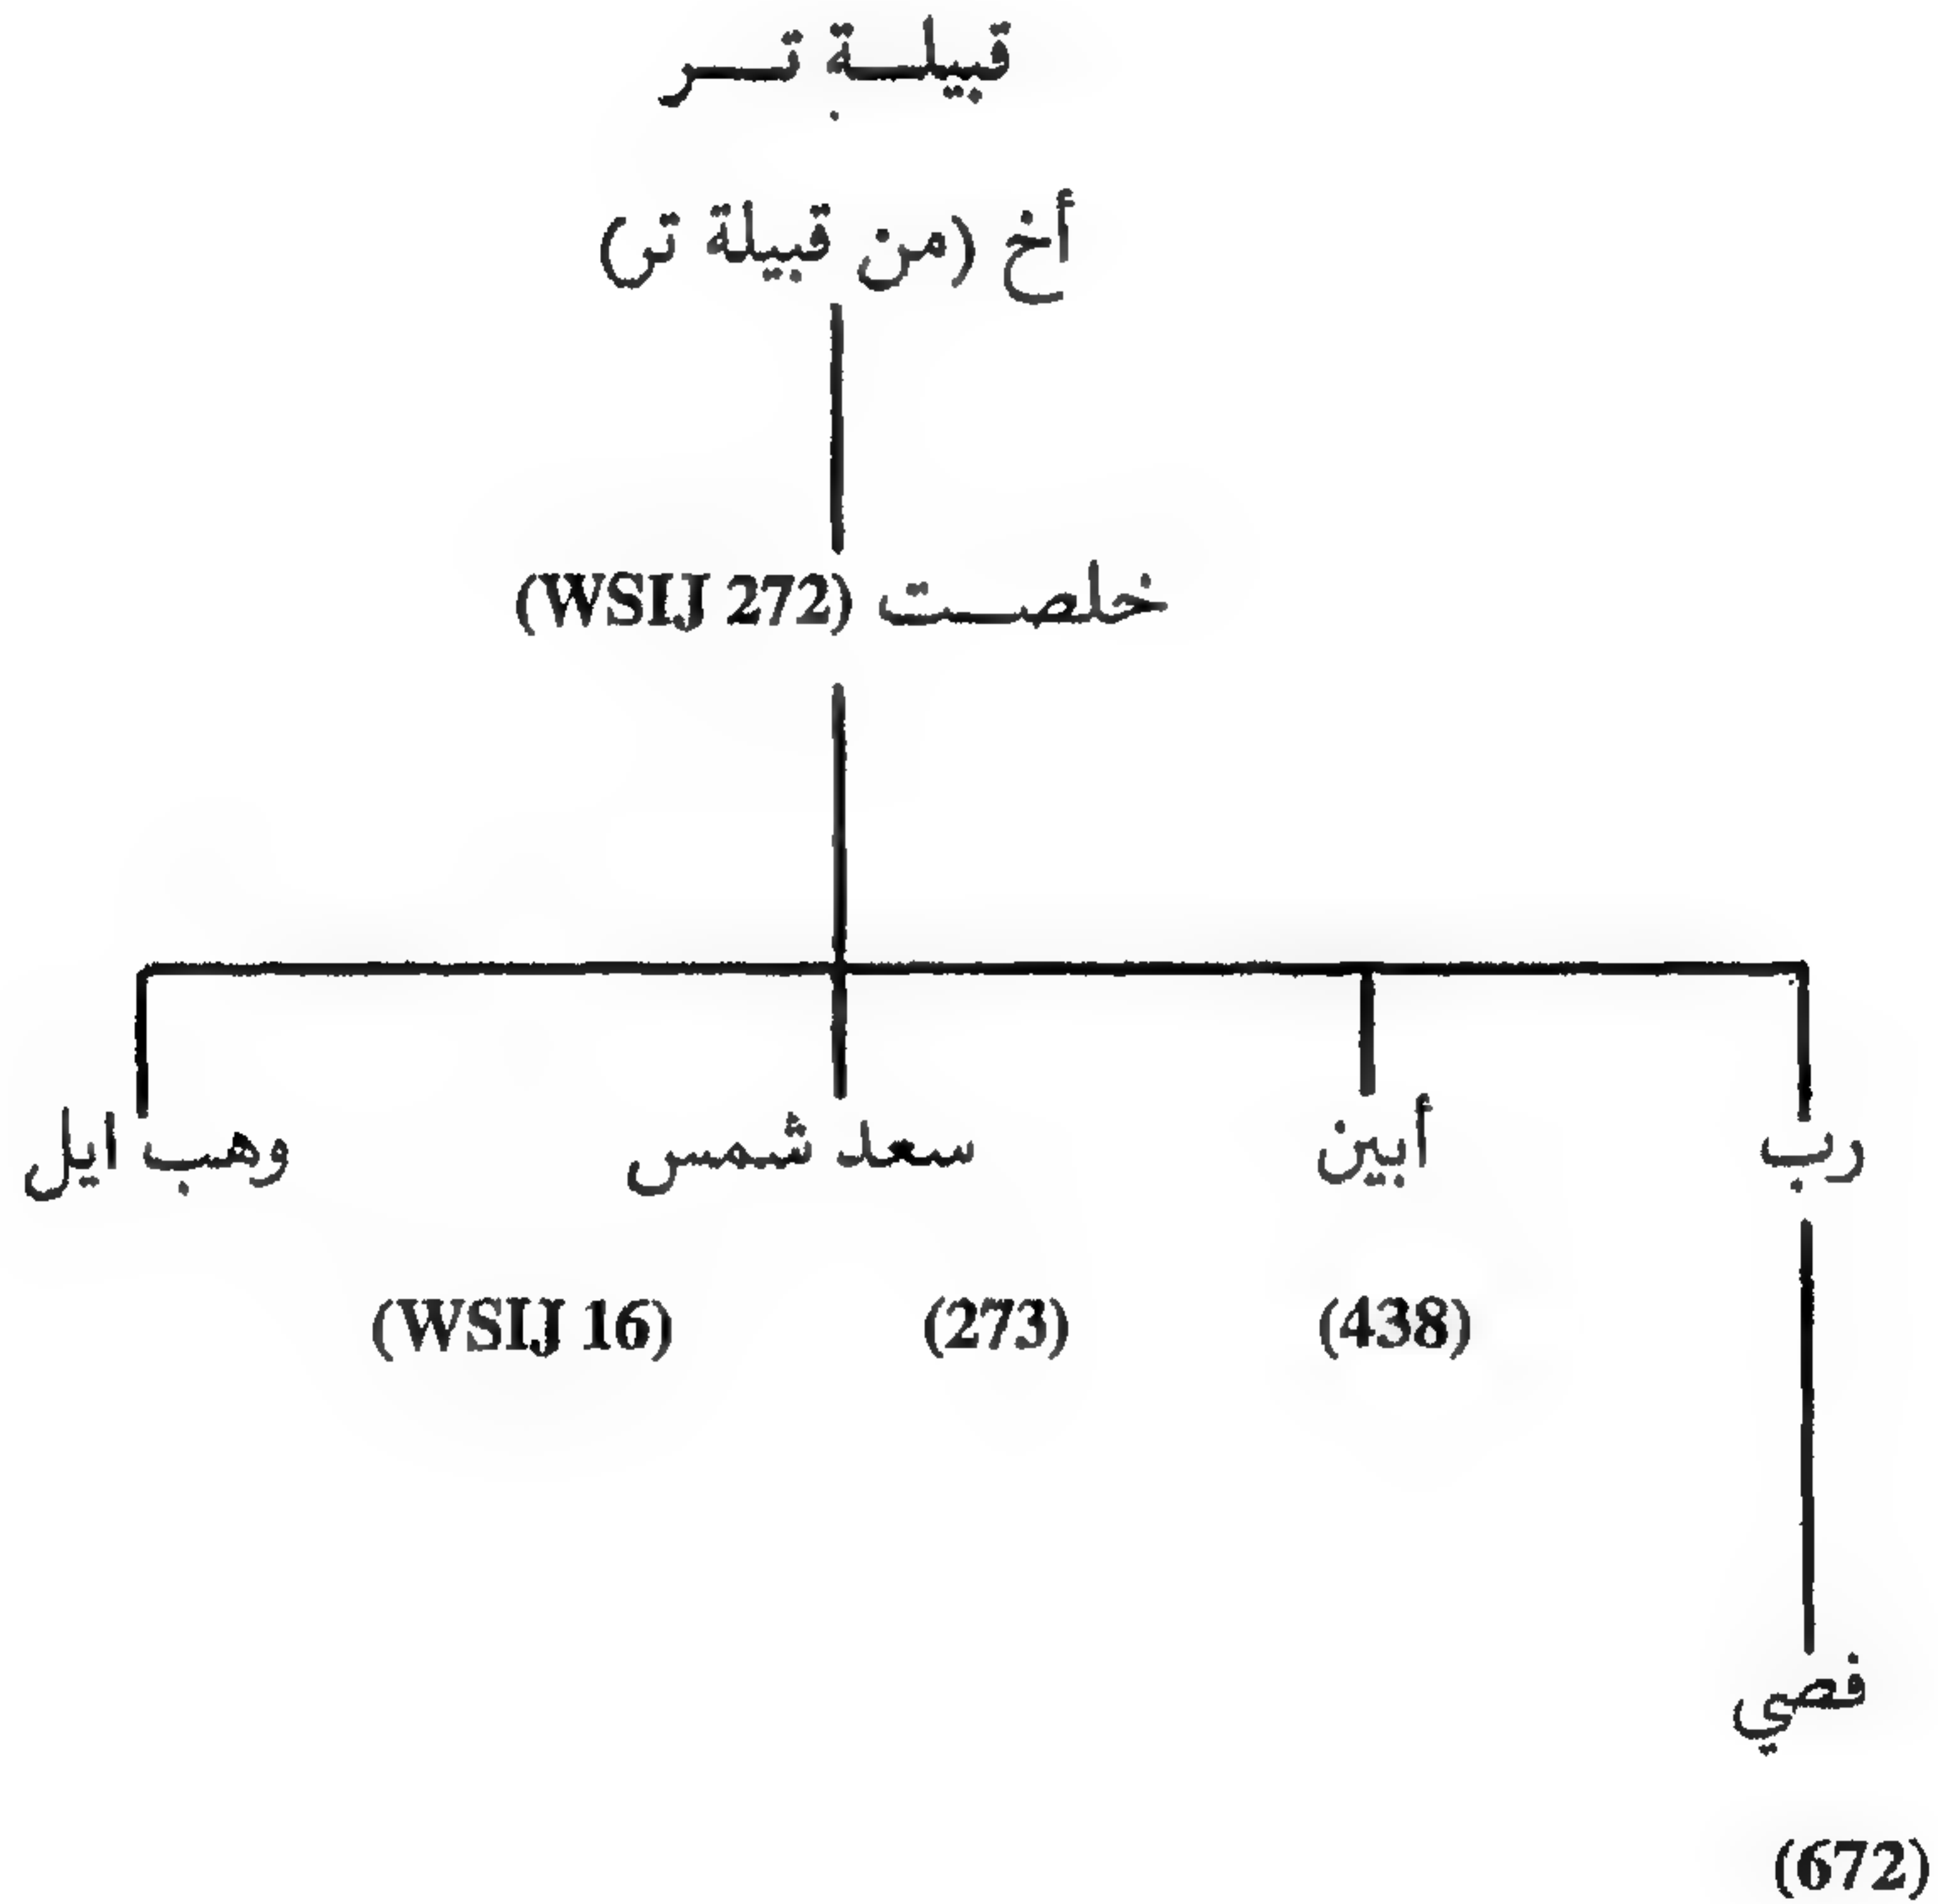 قبيلة تر
أخ (من قبيلة تر)
خلصت (WSIJ 272)
رب أبين سعد شمس وهب ايل
(438) (273) (WSIJ 16)
فصي
(672)